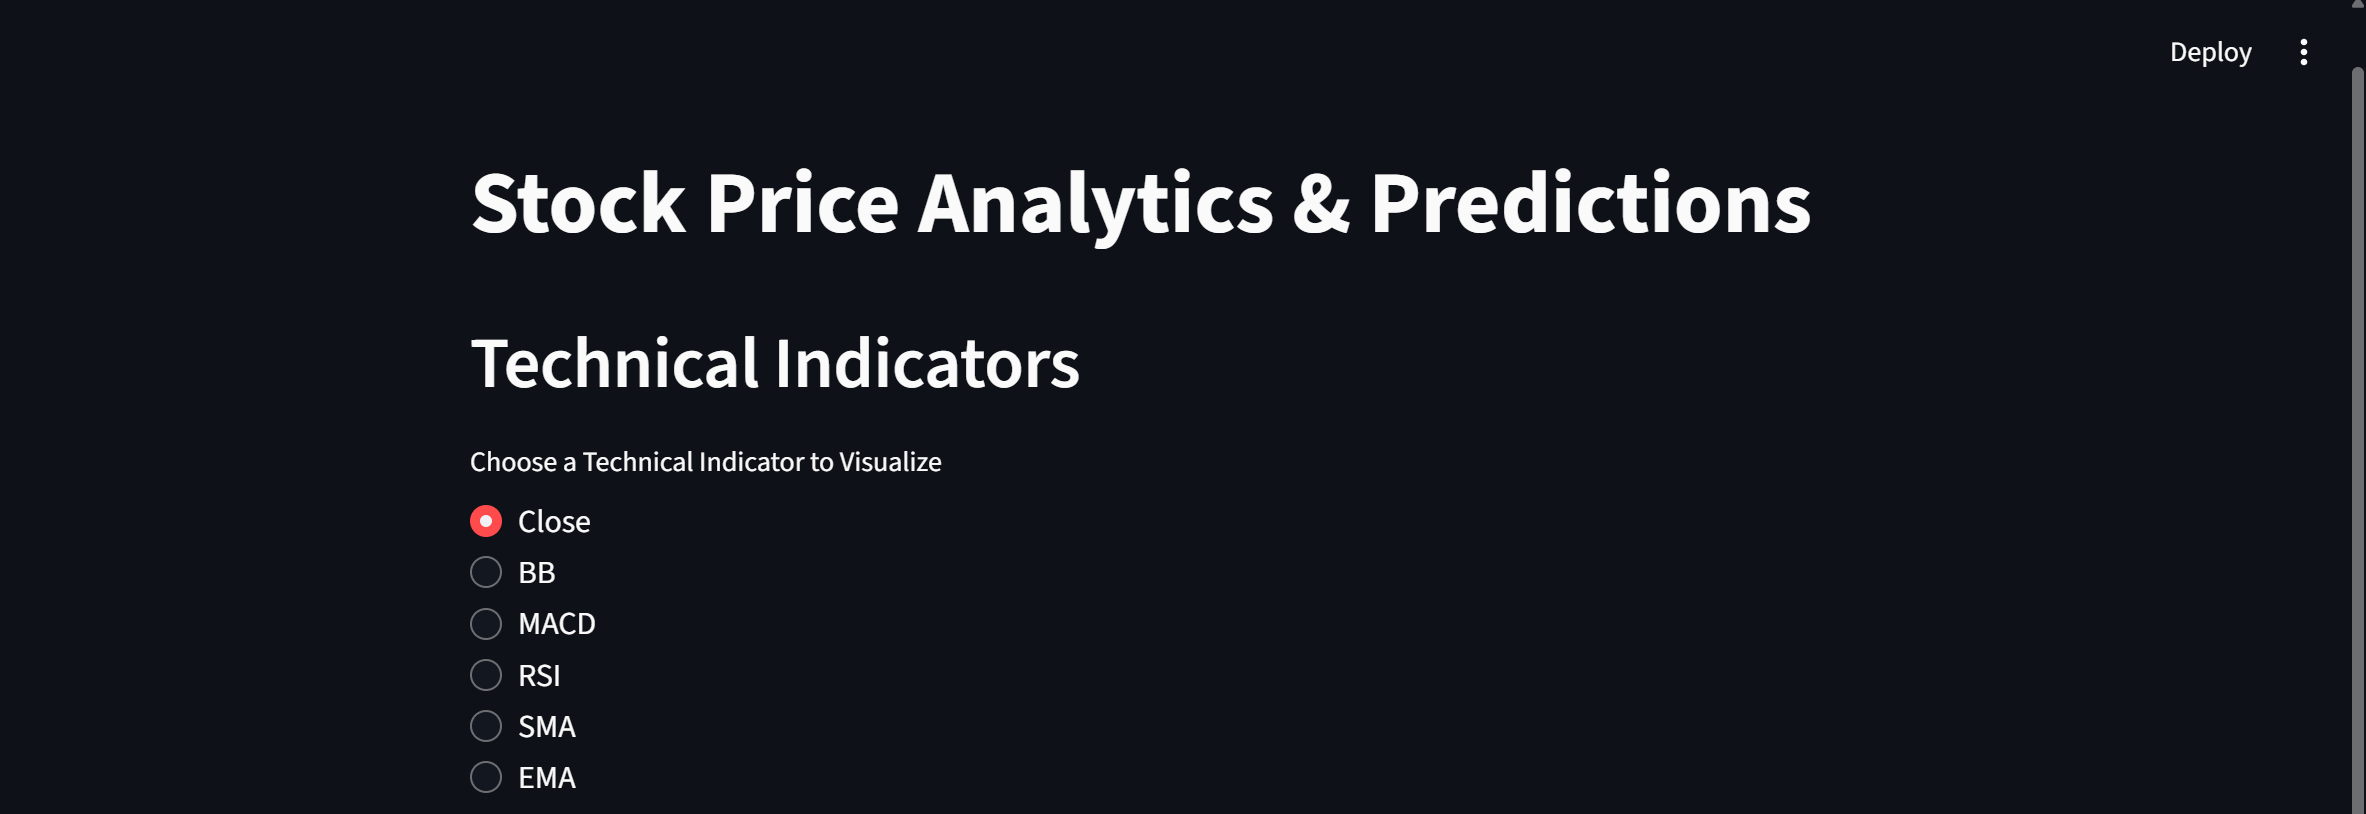 Deploy
Stock Price Analytics & Predictions
Technical Indicators
Choose a Technical Indicator to Visualize
Close
BB
MACD
RSI
SMA
EMA